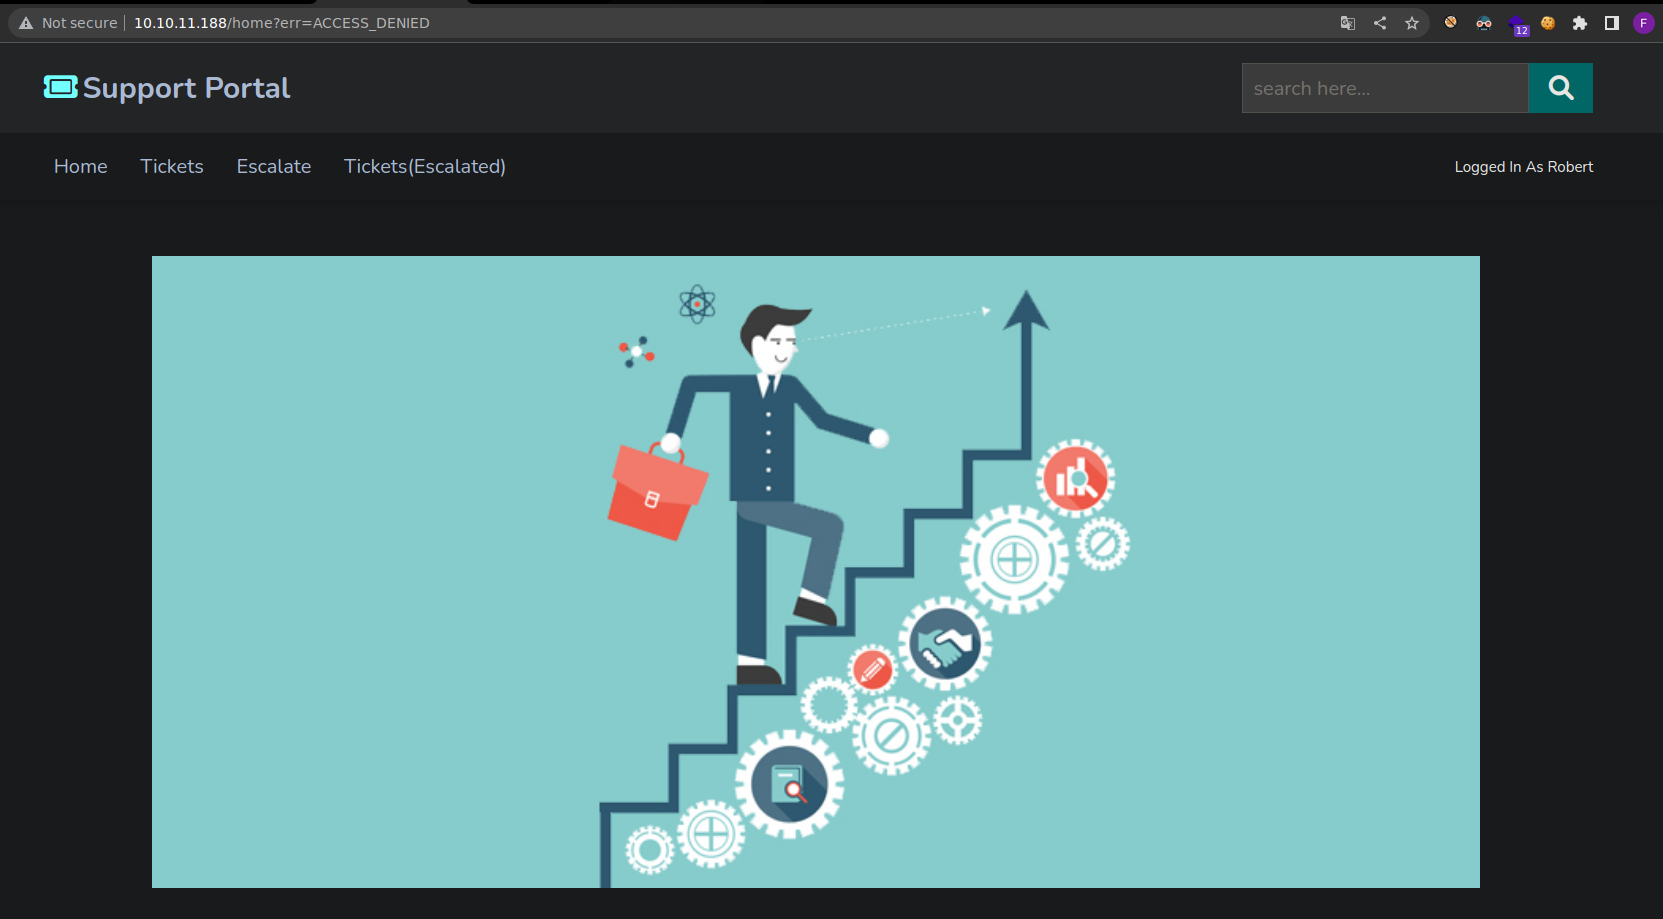 Not secure 10.10.11.188/home?err=ACCESS_DENIED
12
F
Support Portal
search here...
Home Tickets Escalate Tickets(Escalated) Logged In As Robert